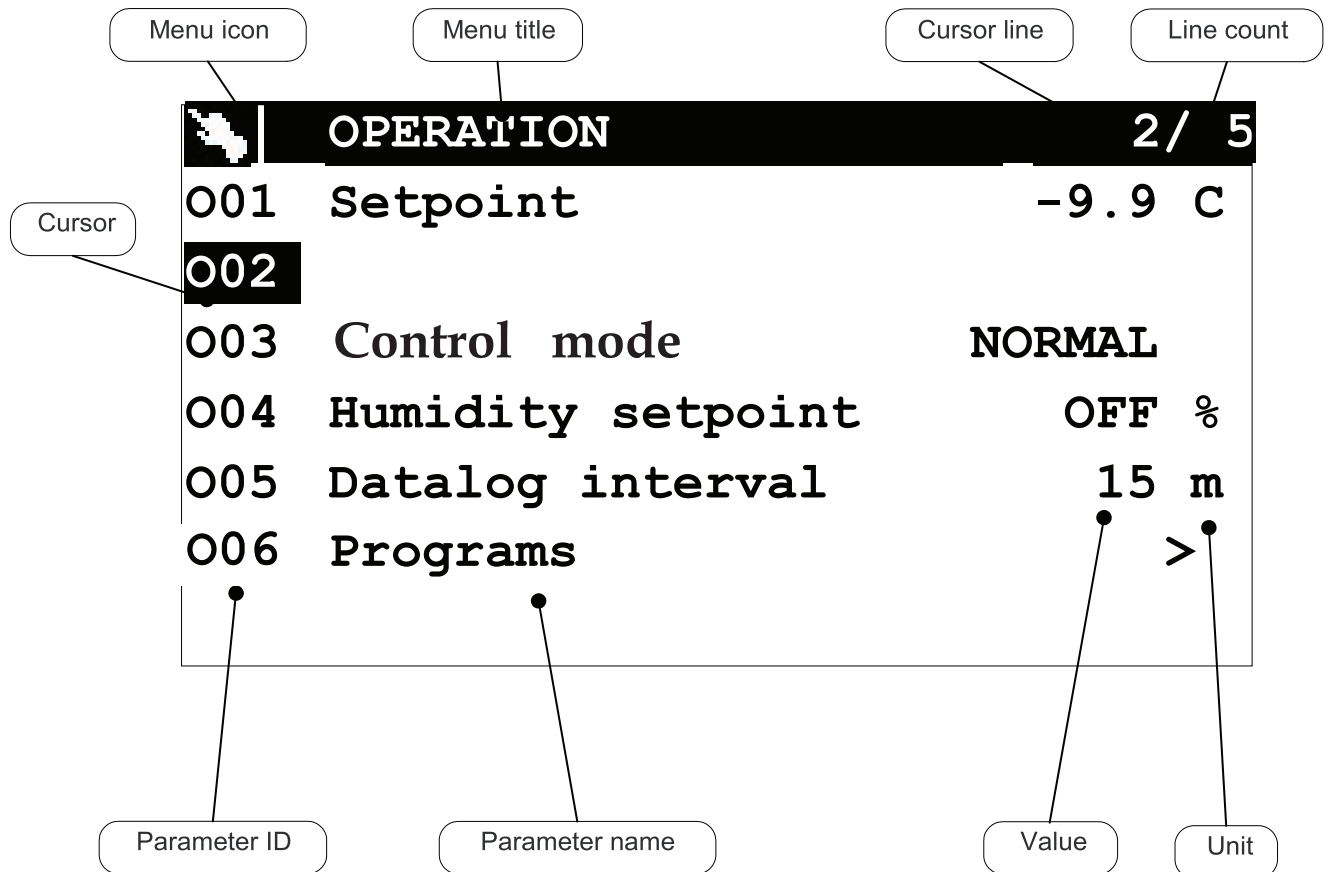 Menu icon Menu title Cursor line Line count
OPERATION 2/ 5
O01 Setpoint -9.9 C
Cursor
O02
O03 Control mode NORMAL
O04 Humidity setpoint OFF %
O05 Datalog interval 15 m
O06 Programs >
Parameter ID Parameter name Value Unit